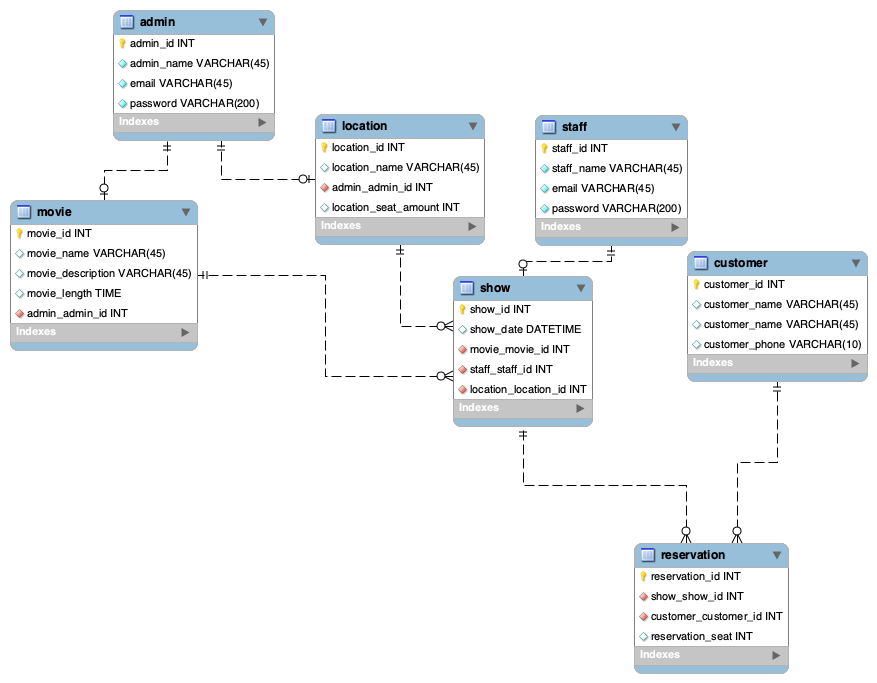 admin
admin_id INT
admin_name VARCHAR(45)
email VARCHAR(45)
password VARCHAR(200)
Indexes
location
location_id INT
location_name VARCHAR(45)
admin_admin_id INT
location_seat_amount INT
Indexes
staff
staff_id INT
staff_name VARCHAR(45)
email VARCHAR(45)
password VARCHAR(200)
Indexes
movie
movie_id INT
movie_name VARCHAR(45)
movie_description VARCHAR(45)
movie_length TIME
admin_admin_id INT
Indexes
show
show_id INT
show_date DATETIME
movie_movie_id INT
staff_staff_id INT
location_location_id INT
Indexes
customer
customer_id INT
customer_name VARCHAR(45)
customer_name VARCHAR(45)
customer_phone VARCHAR(10)
Indexes
reservation
reservation_id INT
show_show_id INT
customer_customer_id INT
reservation_seat INT
Indexes